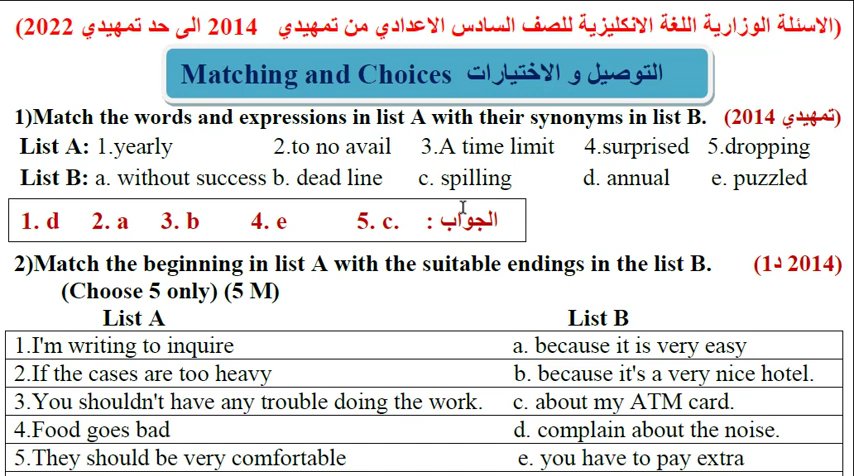 (الاسئلة الوزارية اللغة الانكليزية للصف السادس الاعدادي من تمهيدي 2014 الى حد تمهيدي 2022)
Matching and Choices التوصيل و الاختيارات
1)Match the words and expressions in list A with their synonyms in list B. (تمهيدي 2014)
List A: 1.yearly 2.to no avail 3.A time limit 4.surprised 5.dropping
List B: a. without success b. dead line c. spilling d. annual e. puzzled
1. d 2. a 3. b 4. e 5. c. : الجواب
2)Match the beginning in list A with the suitable endings in the list B. (2014 د1)
(Choose 5 only) (5 M)
List A List B
1.I'm writing to inquire a. because it is very easy
2.If the cases are too heavy b. because it's a very nice hotel.
3.You shouldn't have any trouble doing the work. c. about my ATM card.
4.Food goes bad d. complain about the noise.
5.They should be very comfortable e. you have to pay extra